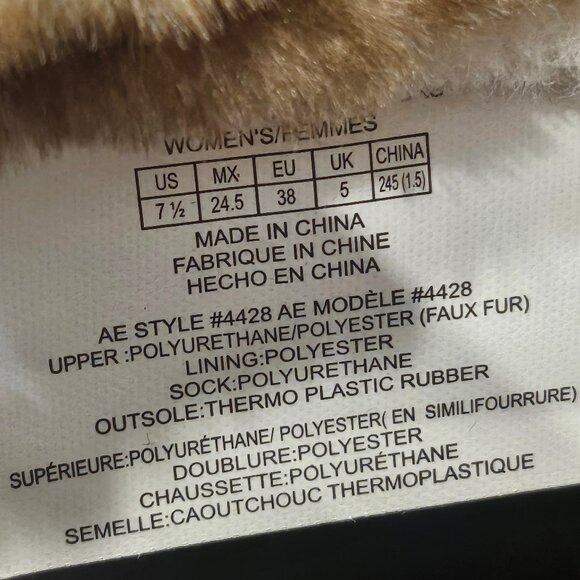 WOMEN'S/FEMMES
US MX EU UK CHINA
7 ½ 24.5 38 5 245 (1.5)
MADE IN CHINA
FABRIQUE IN CHINE
HECHO EN CHINA
AE STYLE #4428 AE MODÈLE #4428
UPPER :POLYURETHANE/POLYESTER (FAUX FUR)
LINING:POLYESTER
SOCK:POLYURETHANE
OUTSOLE:THERMO PLASTIC RUBBER
SUPÉRIEURE:POLYURÉTHANE/ POLYESTER( EN SIMILIFOURRURE)
DOUBLURE:POLYESTER
CHAUSSETTE:POLYURÉTHANE
SEMELLE:CAOUTCHOUC THERMOPLASTIQUE